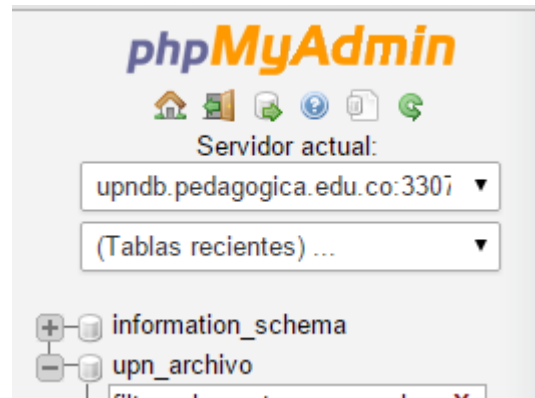 phpMyAdmin
Servidor actual:
upndb.pedagogica.edu.co:3307
(Tablas recientes) ...
information_schema
upn_archivo